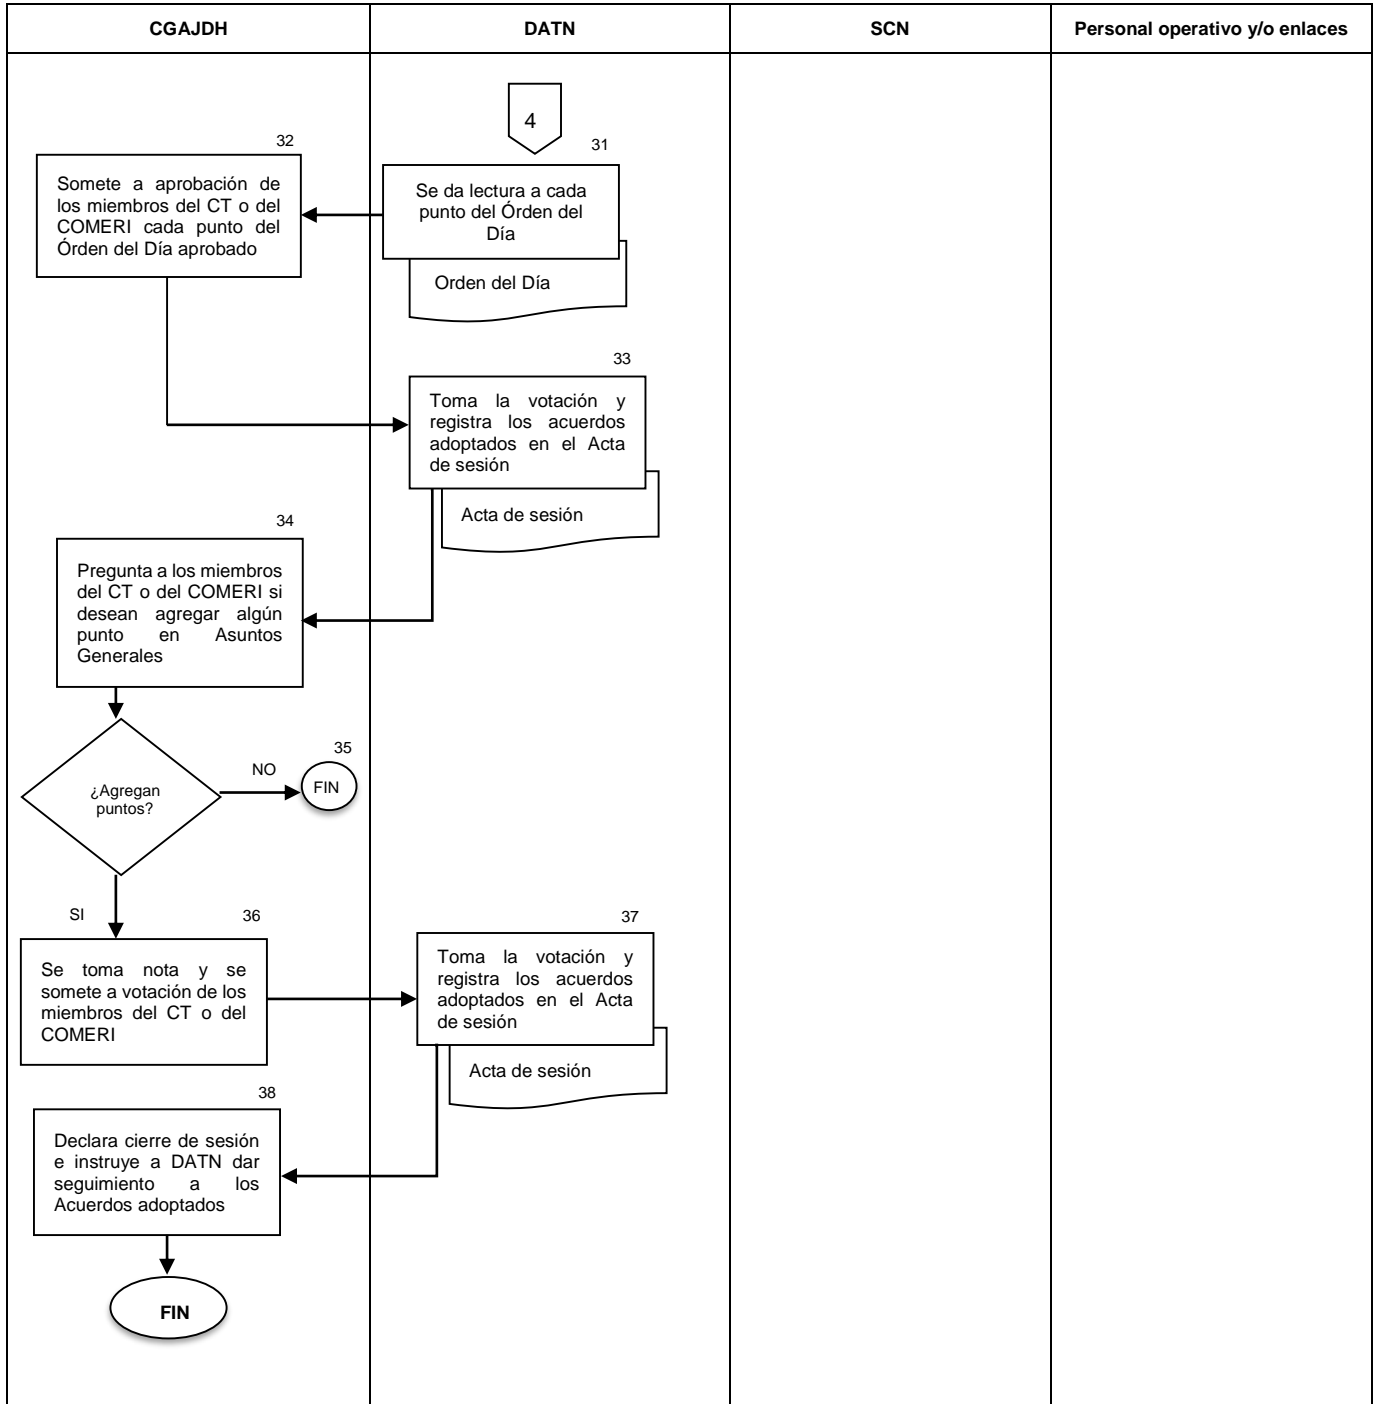 CGAJDH
DATN
SCN
Personal operativo y/o enlaces
4
31
Se da lectura a cada
punto del Órden del
Día
Orden del Día
32
Somete a aprobación de
los miembros del CT o del
COMERI cada punto del
Órden del Día aprobado
33
Toma la votación y
registra los acuerdos
adoptados en el Acta
de sesión
Acta de sesión
34
Pregunta a los miembros
del CT o del COMERI si
desean agregar algún
punto en Asuntos
Generales
¿Agregan
puntos?
NO
35
FIN
SI
36
Se toma nota y se
somete a votación de los
miembros del CT o del
COMERI
37
Toma la votación y
registra los acuerdos
adoptados en el Acta
de sesión
Acta de sesión
38
Declara cierre de sesión
e instruye a DATN dar
seguimiento a los
Acuerdos adoptados
FIN